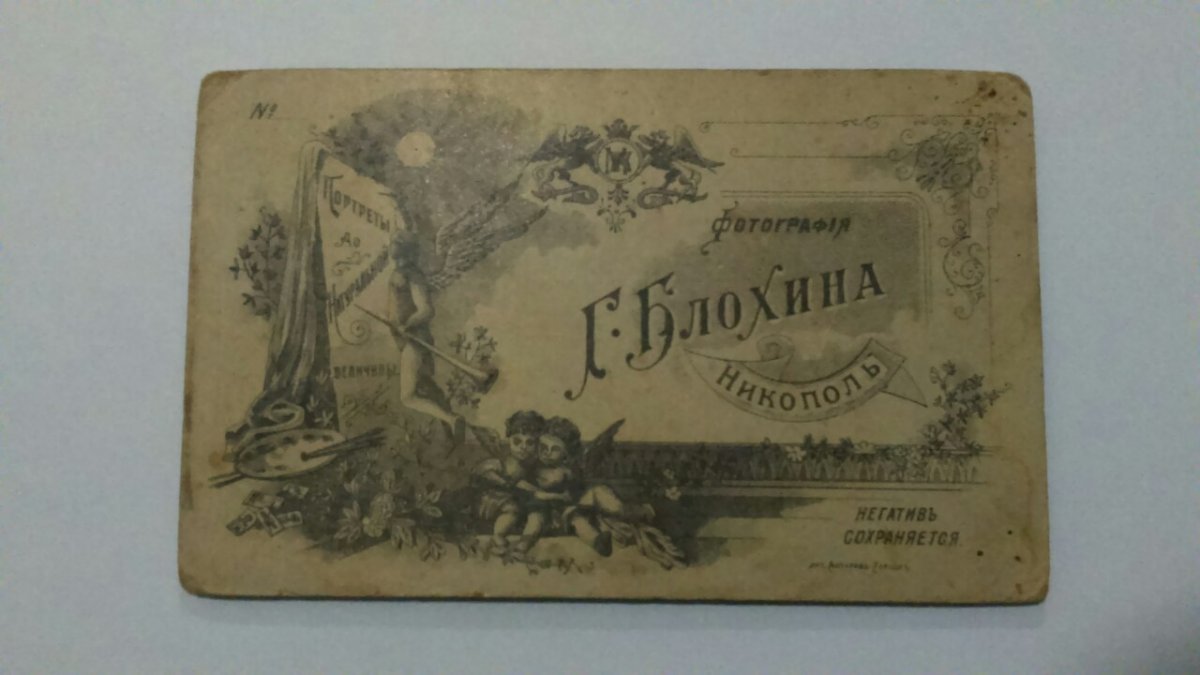 №
Портреты
до
Натуральной
величины.
Фотографія
Г. Блохина
Никополь
Негативъ
сохраняется.